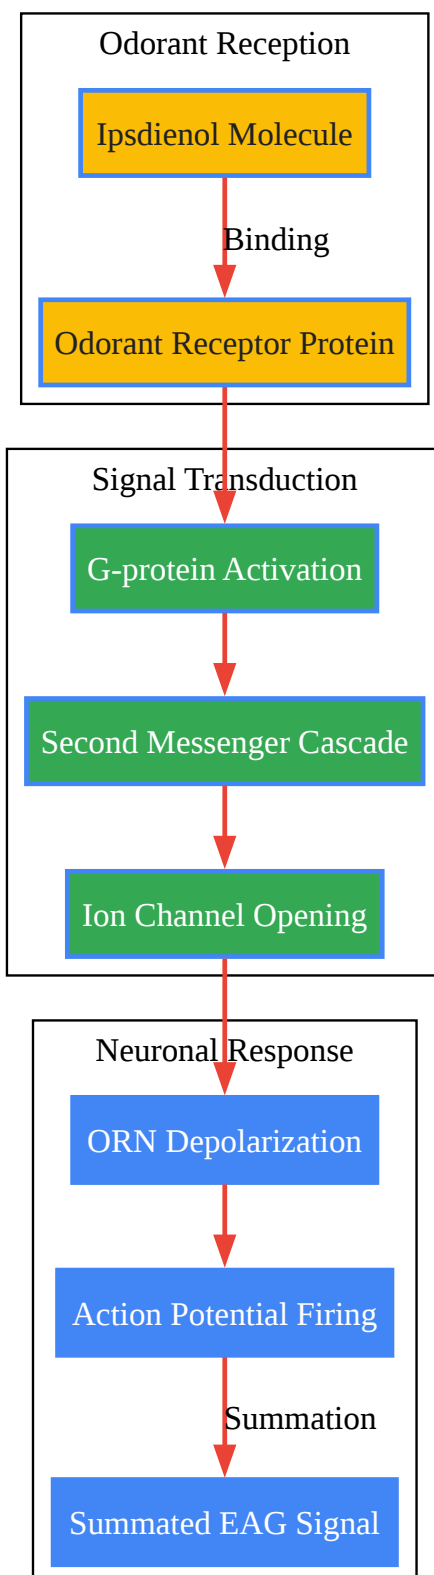 Odorant Reception
Ipsdienol Molecule
Binding
Odorant Receptor Protein
Signal Transduction
G-protein Activation
Second Messenger Cascade
Ion Channel Opening
Neuronal Response
ORN Depolarization
Action Potential Firing
Summation
Summated EAG Signal